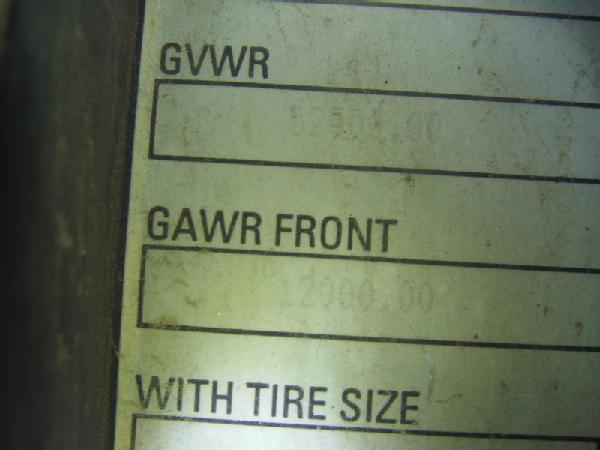 GVWR
GAWR FRONT
12000.00
WITH TIRE SIZE